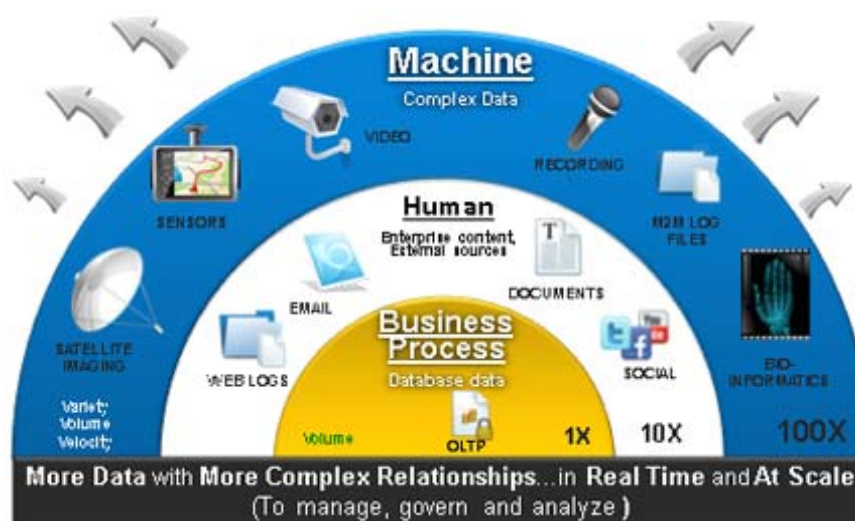 Machine
Complex Data
VIDEO
RECORDING
SENSORS
M2M LOG
FILES
SATELLITE
IMAGING
BIO-
INFORMATICS
Human
Enterprise content,
External sources
EMAIL
DOCUMENTS
WEB LOGS
SOCIAL
Business
Process
Database data
OLTP
Variety
Volume
Velocity
Volume
1X
10X
100X
More Data with More Complex Relationships...in Real Time and At Scale
(To manage, govern and analyze )